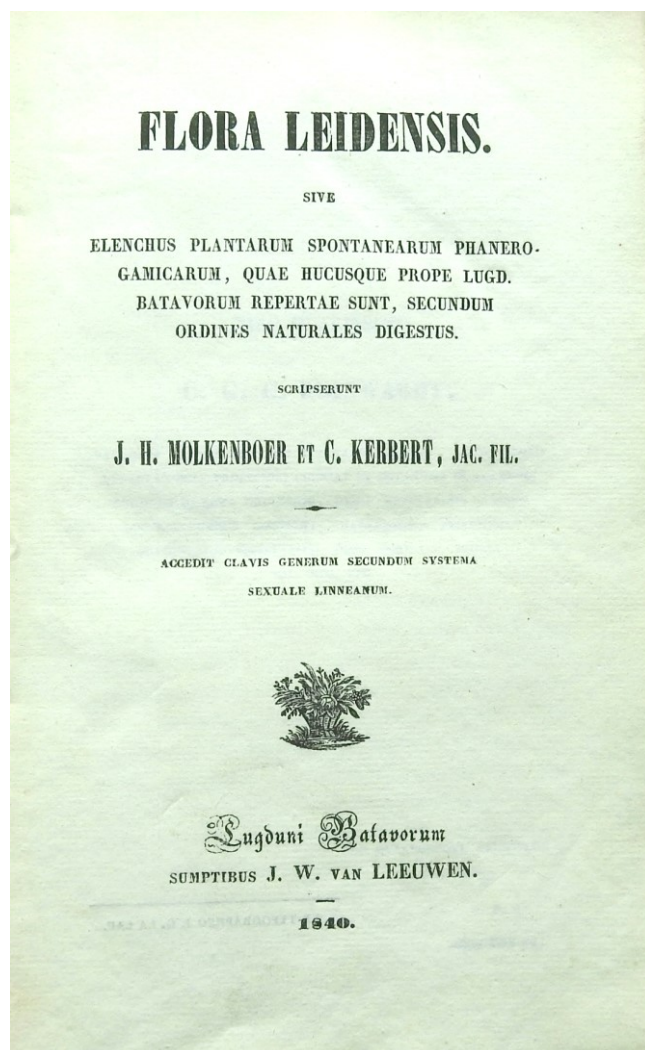 FLORA LEIDENSIS.
SIVE
ELENCHUS PLANTARUM SPONTANEARUM PHANERO-
GAMICARUM, QUAE HUCUSQUE PROPE LUGD.
BATAVORUM REPERTAE SUNT, SECUNDUM
ORDINES NATURALES DIGESTUS.
SCRIPSERUNT
J. H. MOLKENBOER ET C. KERBERT, JAC. FIL.
ACCEDIT CLAVIS GENERUM SECUNDUM SYSTEMA
SEXUALE LINNEANUM.
Lugduni Batavorum
SUMPTIBUS J. W. VAN LEEUWEN.
1840.